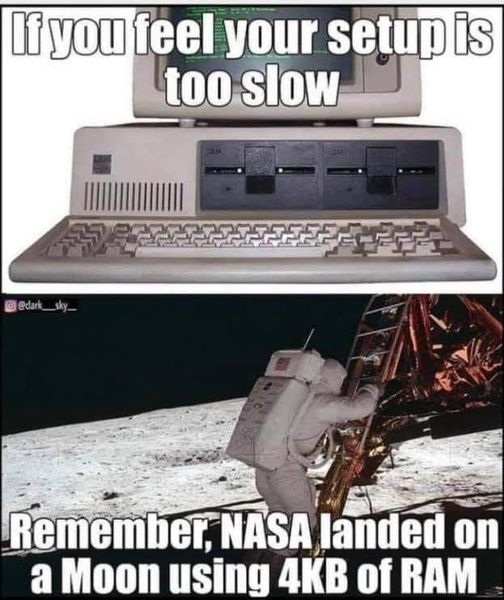 If you feel your setup is
too slow
@dark__sky_
Remember, NASA landed on
a Moon using 4KB of RAM